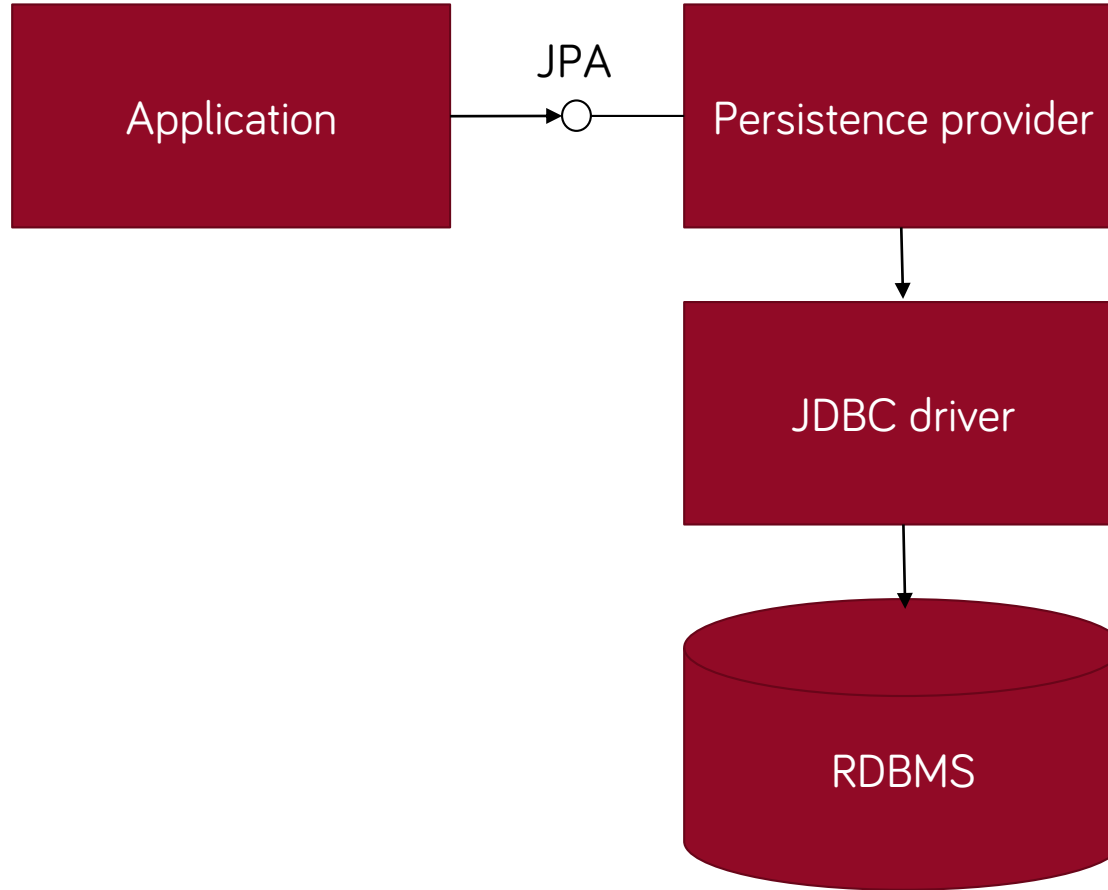 JPA
Application
Persistence provider
JDBC driver
RDBMS